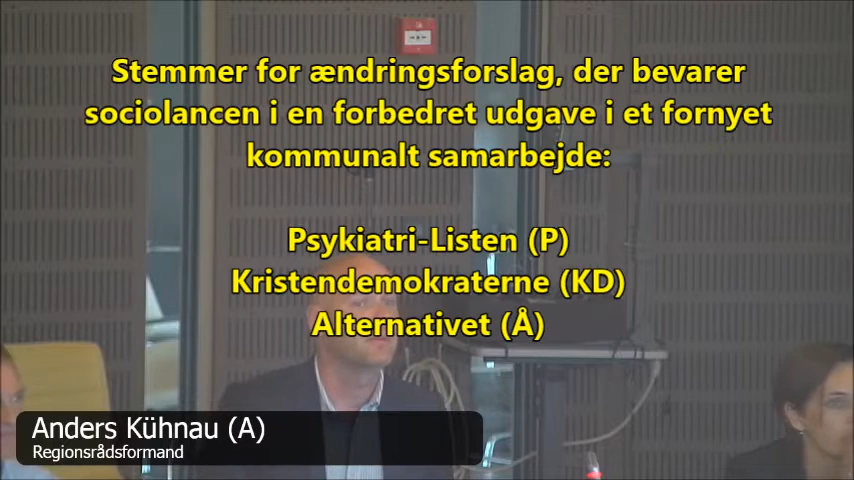 Stemmer for ændringsforslag, der bevarer
sociolancen i en forbedret udgave i et fornyet
kommunalt samarbejde:
Psykiatri-Listen (P)
Kristendemokraterne (KD)
Alternativet (Å)
Anders Kühnau (A)
Regionsrådsformand